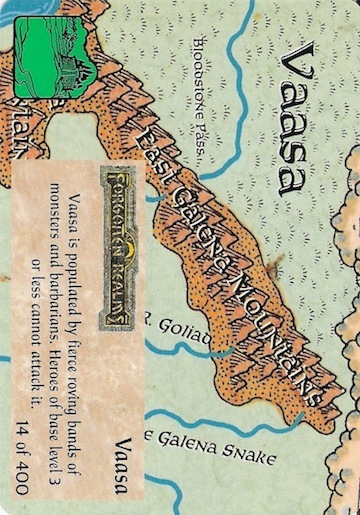 Vaasa
Bloodstone Pass
East Galena Mountains
R. Goliad
e Galena Snake
FORGOTTEN REALMS
Vaasa
Vaasa is populated by fierce roving bands of
monsters and barbarians. Heroes of base level 3
or less cannot attack it.
14 of 400